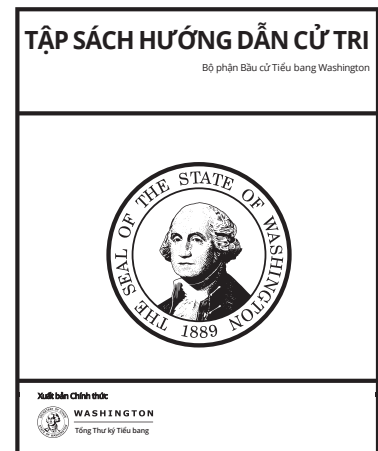 TẬP SÁCH HƯỚNG DẪN CỬ TRI
Bộ phận Bầu cử Tiểu bang Washington
THE SEAL OF THE STATE OF WASHINGTON
1889
Xuất bản Chính thức
WASHINGTON
Tổng Thư ký Tiểu bang